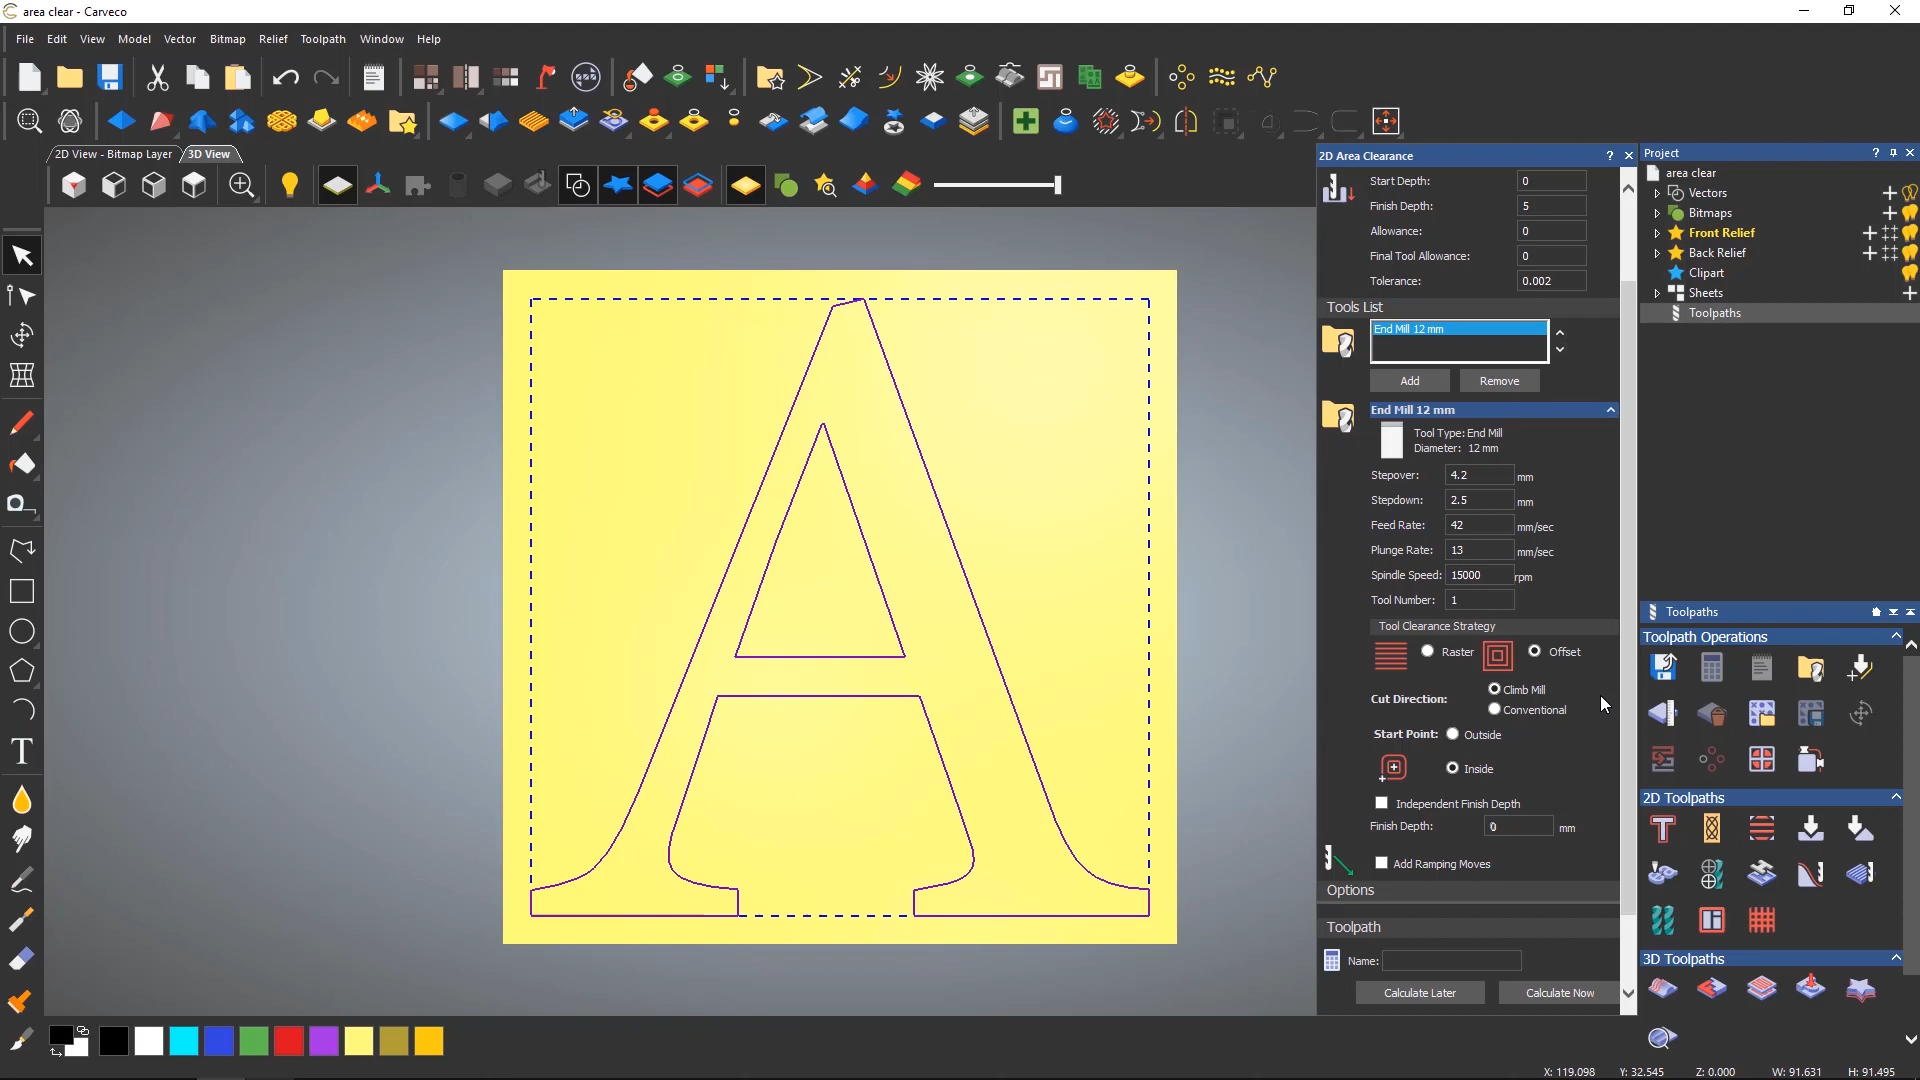 area clear - Carveco
File Edit View Model Vector Bitmap Relief Toolpath Window Help
2D View - Bitmap Layer 3D View
2D Area Clearance ?
Start Depth: 0
Finish Depth: 5
Allowance: 0
Final Tool Allowance: 0
Tolerance: 0.002
Tools List
End Mill 12 mm
Add Remove
End Mill 12 mm
Tool Type: End Mill
Diameter: 12 mm
Stepover: 4.2 mm
Stepdown: 2.5 mm
Feed Rate: 42 mm/sec
Plunge Rate: 13 mm/sec
Spindle Speed: 15000 rpm
Tool Number: 1
Tool Clearance Strategy
Raster Offset
Cut Direction: Climb Mill
Conventional
Start Point: Outside
Inside
Independent Finish Depth
Finish Depth: 0 mm
Add Ramping Moves
Options
Toolpath
Name:
Calculate Later Calculate Now
Project ?
area clear
Vectors
Bitmaps
Front Relief
Back Relief
Clipart
Sheets
Toolpaths
Toolpaths
Toolpath Operations
2D Toolpaths
3D Toolpaths
T
A
X: 119.098 Y: 32.545 Z: 0.000 W: 91.631 H: 91.495